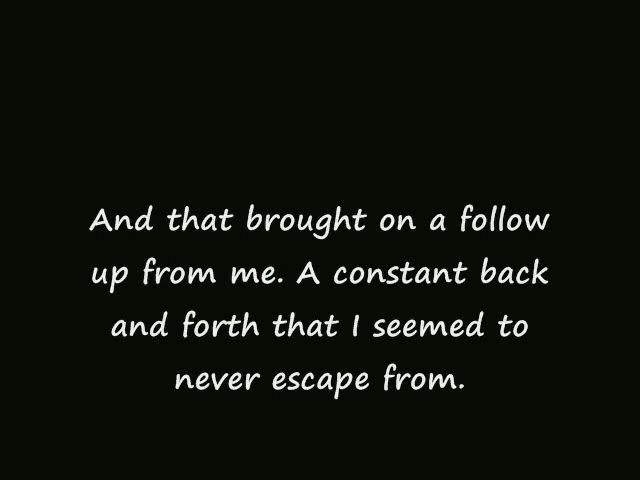 And that brought on a follow
up from me. A constant back
and forth that I seemed to
never escape from.